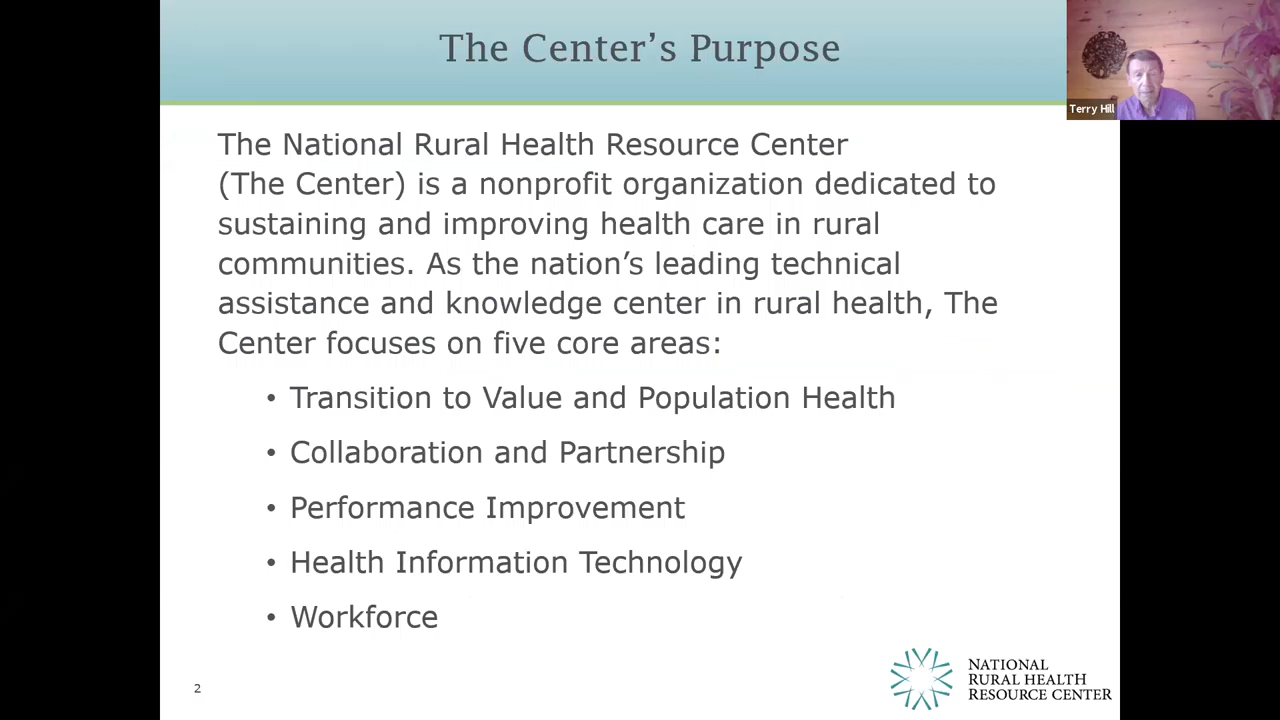 The Center’s Purpose
Terry Hill
The National Rural Health Resource Center
(The Center) is a nonprofit organization dedicated to
sustaining and improving health care in rural
communities. As the nation’s leading technical
assistance and knowledge center in rural health, The
Center focuses on five core areas:
• Transition to Value and Population Health
• Collaboration and Partnership
• Performance Improvement
• Health Information Technology
• Workforce
2
NATIONAL
RURAL HEALTH
RESOURCE CENTER